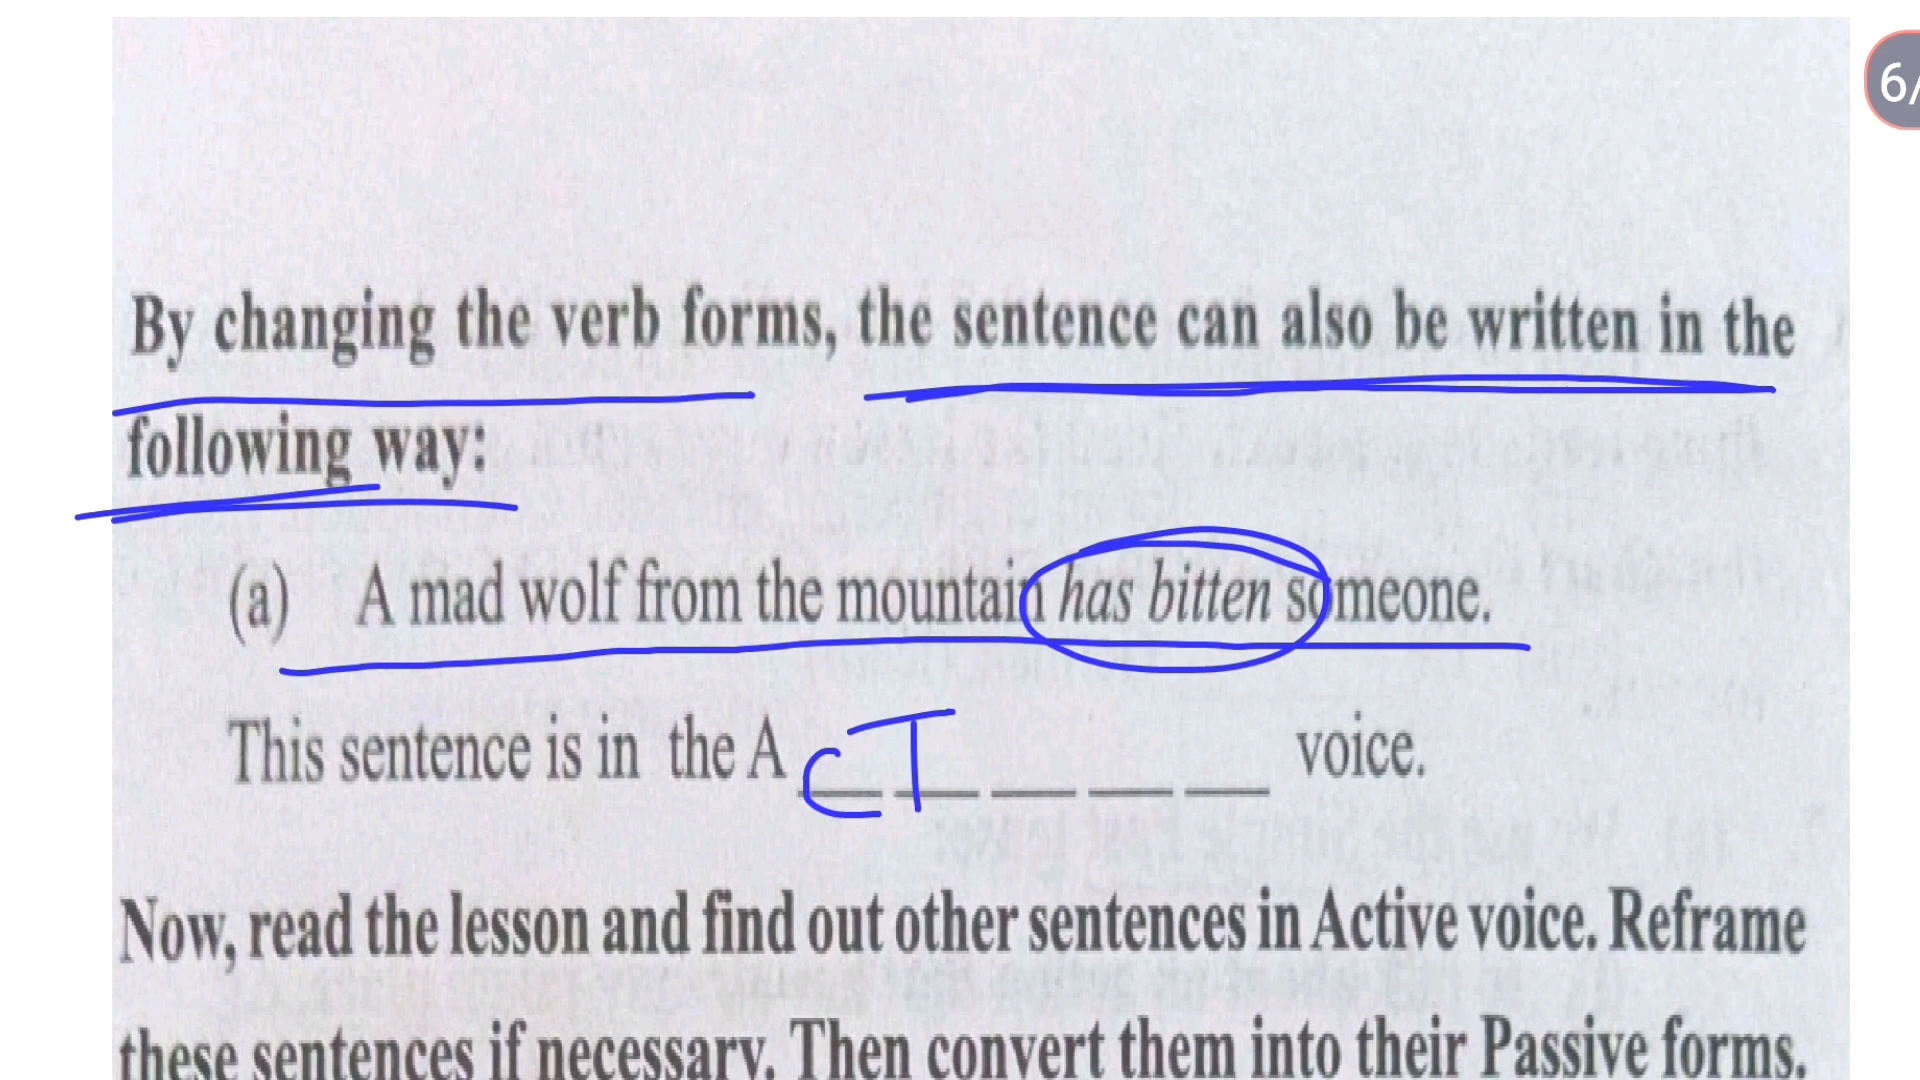 6/
By changing the verb forms, the sentence can also be written in the
following way:
(a) A mad wolf from the mountain has bitten someone.
This sentence is in the A CT _ _ _ voice.
Now, read the lesson and find out other sentences in Active voice. Reframe
these sentences if necessary. Then convert them into their Passive forms.